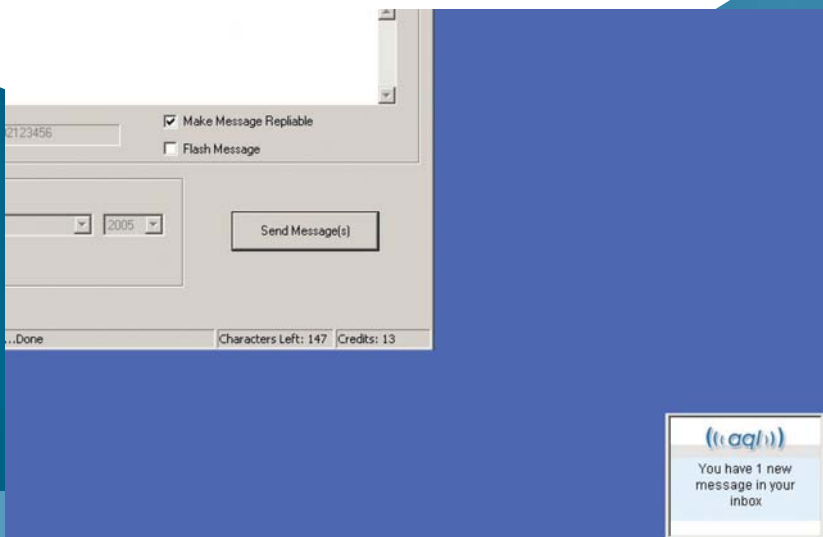 02123456
Make Message Repliable
Flash Message
2005
Send Message(s)
...Done
Characters Left: 147
Credits: 13
((( aql )))
You have 1 new
message in your
inbox